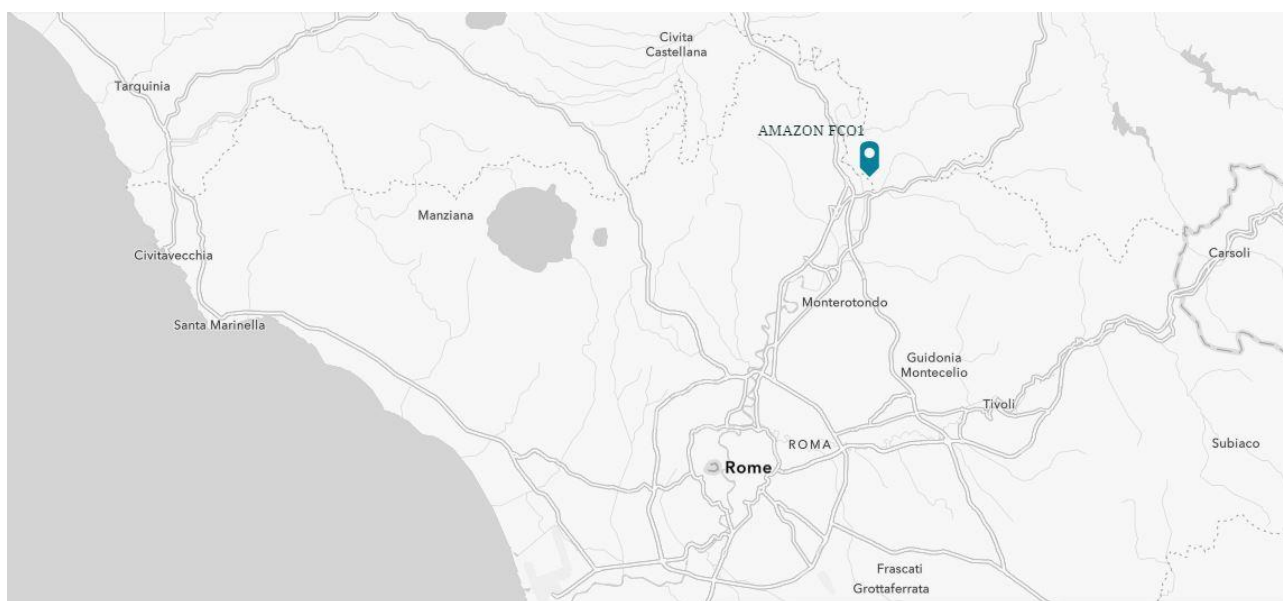 Civita
Castellana
Tarquinia
AMAZON FCO1
Manziana
Civitavecchia
Carsoli
Monterotondo
Santa Marinella
Guidonia
Montecelio
Tivoli
ROMA
Subiaco
Rome
Frascati
Grottaferrata